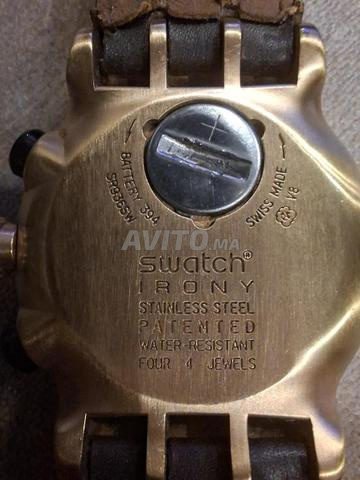 +
BATTERY 394
SR936SW
SWISS MADE
V8
AVITO.MA
swatch®
IRONY
STAINLESS STEEL
PATENTED
WATER-RESISTANT
FOUR 4 JEWELS